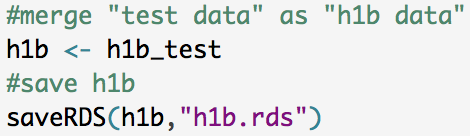 #merge "test data" as "h1b data"
h1b <- h1b_test
#save h1b
saveRDS(h1b,"h1b.rds")